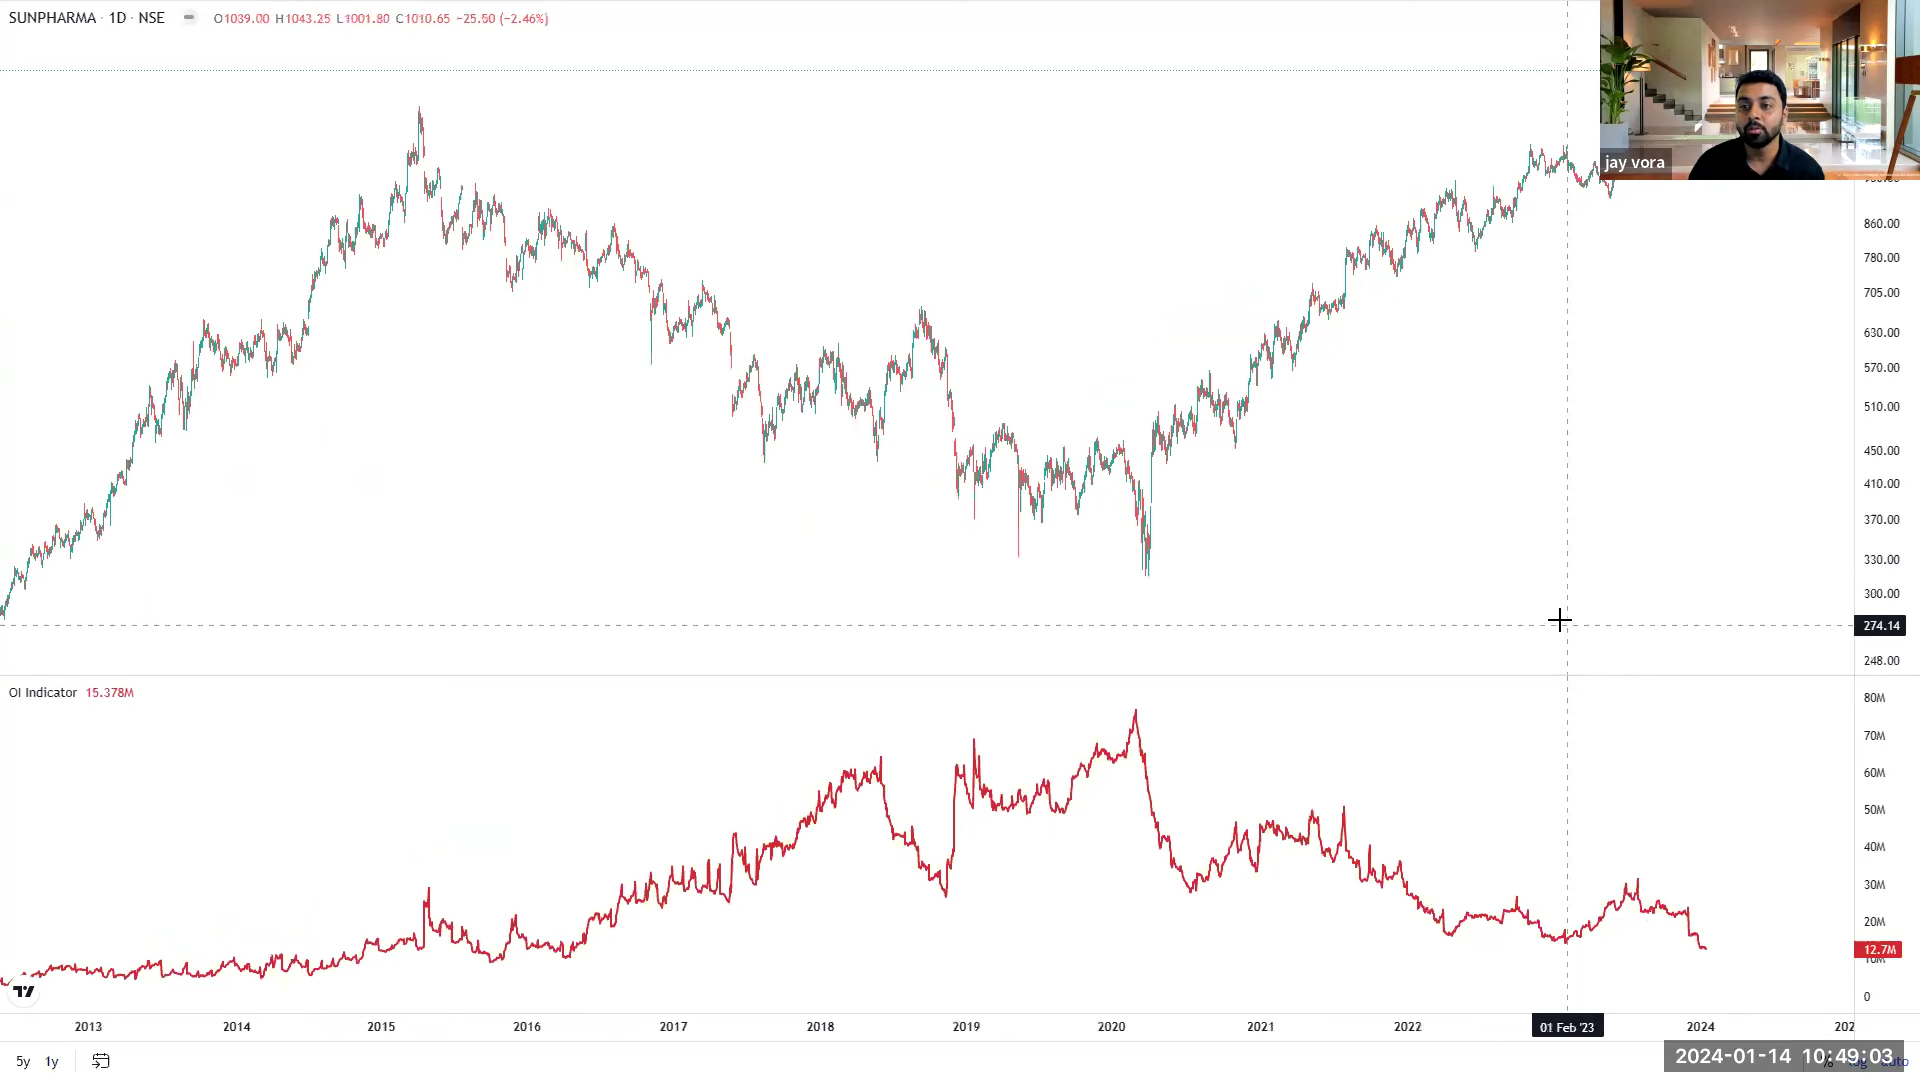 SUNPHARMA · 1D · NSE O1039.00 H1043.25 L1001.80 C1010.65 −25.50 (−2.46%)
jay vora
860.00
780.00
705.00
630.00
570.00
510.00
450.00
410.00
370.00
330.00
300.00
274.14
248.00
OI Indicator 15.378M
80M
70M
60M
50M
40M
30M
20M
12.7M
10M
0
2013 2014 2015 2016 2017 2018 2019 2020 2021 2022 01 Feb '23 2024 202
5y 1y
2024-01-14 10:49:03
% auto